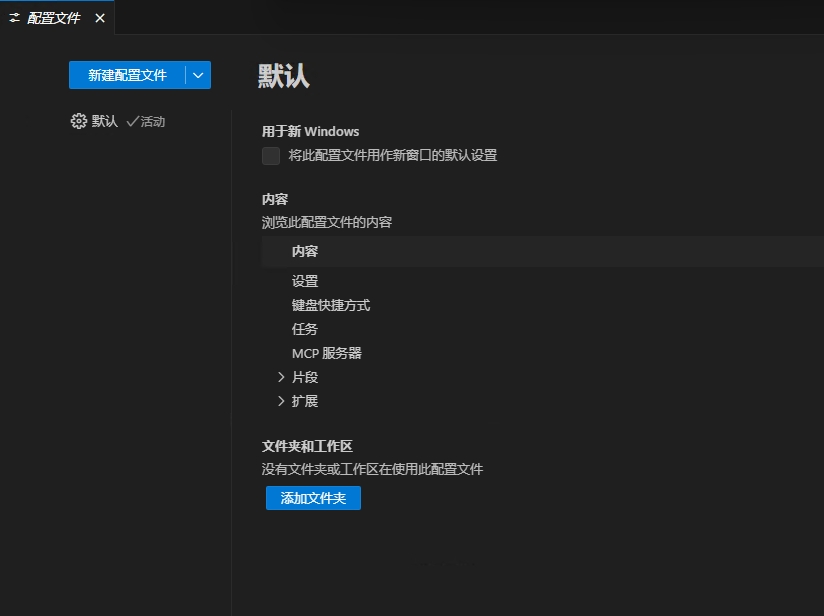 配置文件
新建配置文件
默认
默认 活动
用于新 Windows
将此配置文件用作新窗口的默认设置
内容
浏览此配置文件的内容
内容
设置
键盘快捷方式
任务
MCP 服务器
片段
扩展
文件夹和工作区
没有文件夹或工作区在使用此配置文件
添加文件夹